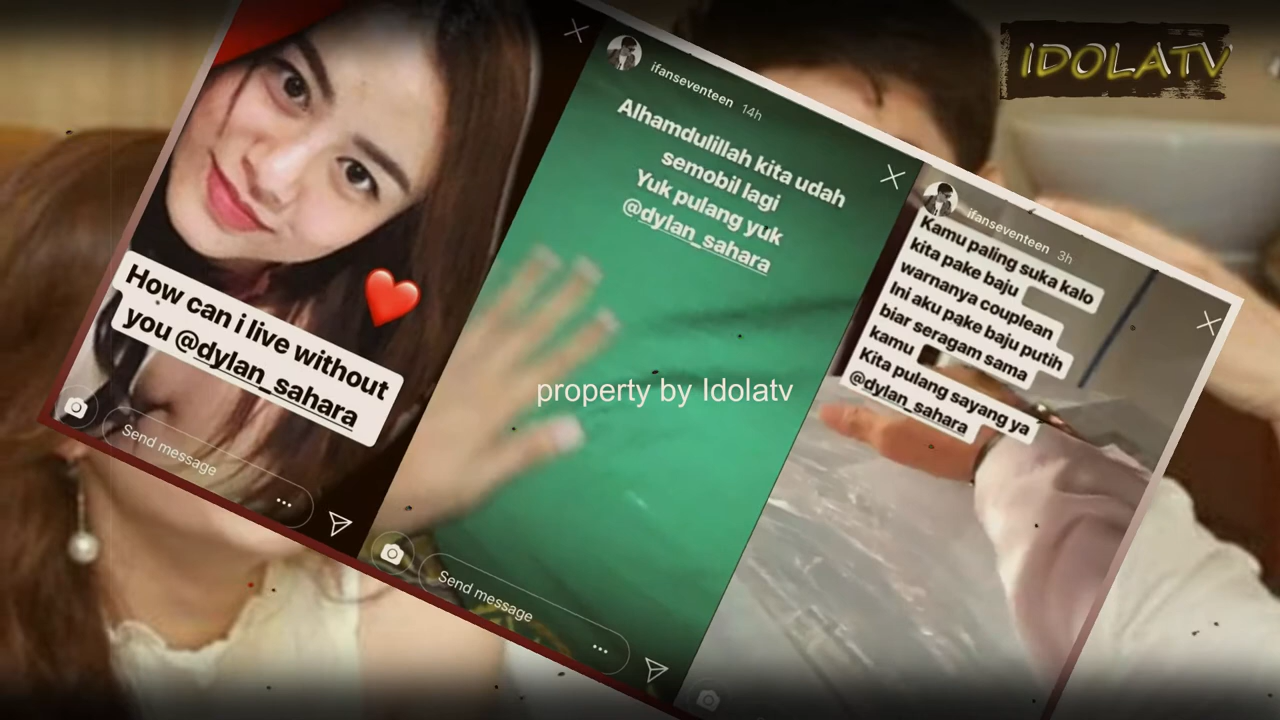 IDOLATV
How can i live without
you @dylan_sahara
Send message
ifanseventeen 14h
Alhamdulillah kita udah
semobil lagi
Yuk pulang yuk
@dylan_sahara
Send message
ifanseventeen 3h
Kamu paling suka kalo
kita pake baju
warnanya couplean
Ini aku pake baju putih
biar seragam sama
kamu
Kita pulang sayang ya
@dylan_sahara
property by Idolatv